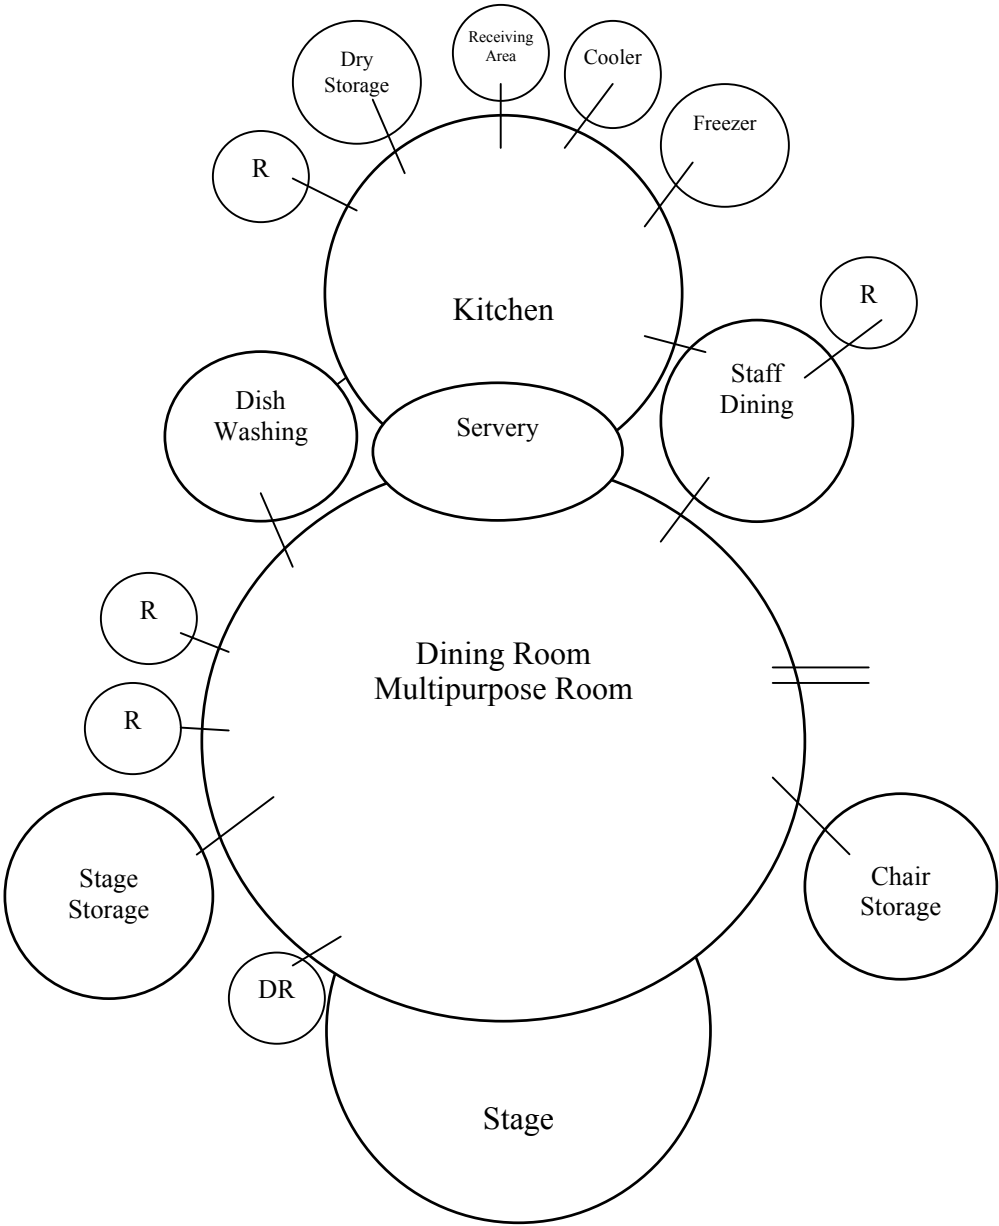 Receiving
Area
Dry
Storage
Cooler
Freezer
R
R
Kitchen
Staff
Dining
Dish
Washing
Servery
R
Dining Room
Multipurpose Room
R
Stage
Storage
Chair
Storage
DR
Stage